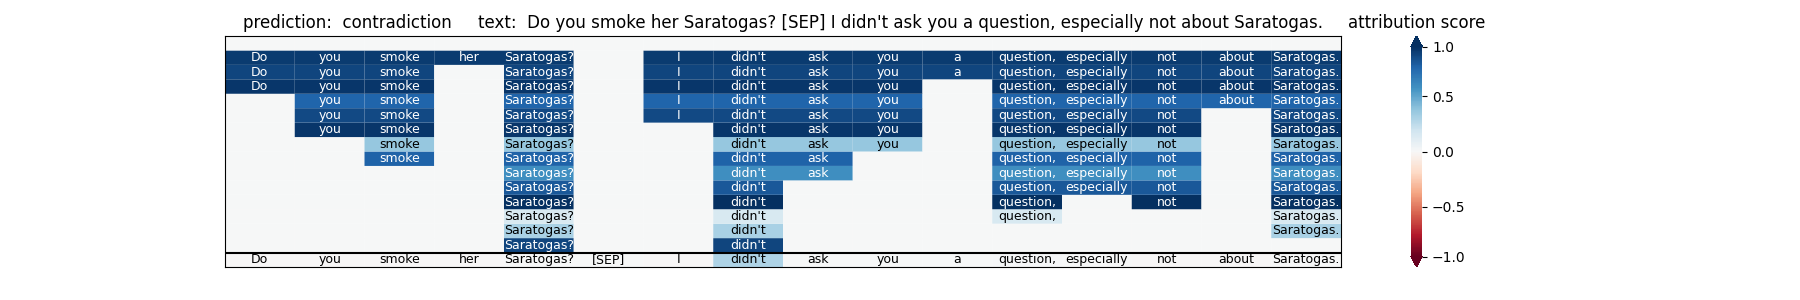 prediction: contradiction text: Do you smoke her Saratogas? [SEP] I didn't ask you a question, especially not about Saratogas. attribution score
Do you smoke her Saratogas? I didn't ask you a question, especially not about Saratogas. 1.0
Do you smoke Saratogas? I didn't ask you a question, especially not about Saratogas.
Do you smoke Saratogas? I didn't ask you question, especially not about Saratogas.
you smoke Saratogas? I didn't ask you question, especially not about Saratogas. 0.5
you smoke Saratogas? I didn't ask you question, especially not Saratogas.
you smoke Saratogas? didn't ask you question, especially not Saratogas.
smoke Saratogas? didn't ask you question, especially not Saratogas.
smoke Saratogas? didn't ask question, especially not Saratogas. 0.0
Saratogas? didn't ask question, especially not Saratogas.
Saratogas? didn't question, especially not Saratogas.
Saratogas? didn't question, not Saratogas. −0.5
Saratogas? didn't question, Saratogas.
Saratogas? didn't Saratogas.
Saratogas? didn't
Do you smoke her Saratogas? [SEP] I didn't ask you a question, especially not about Saratogas. −1.0